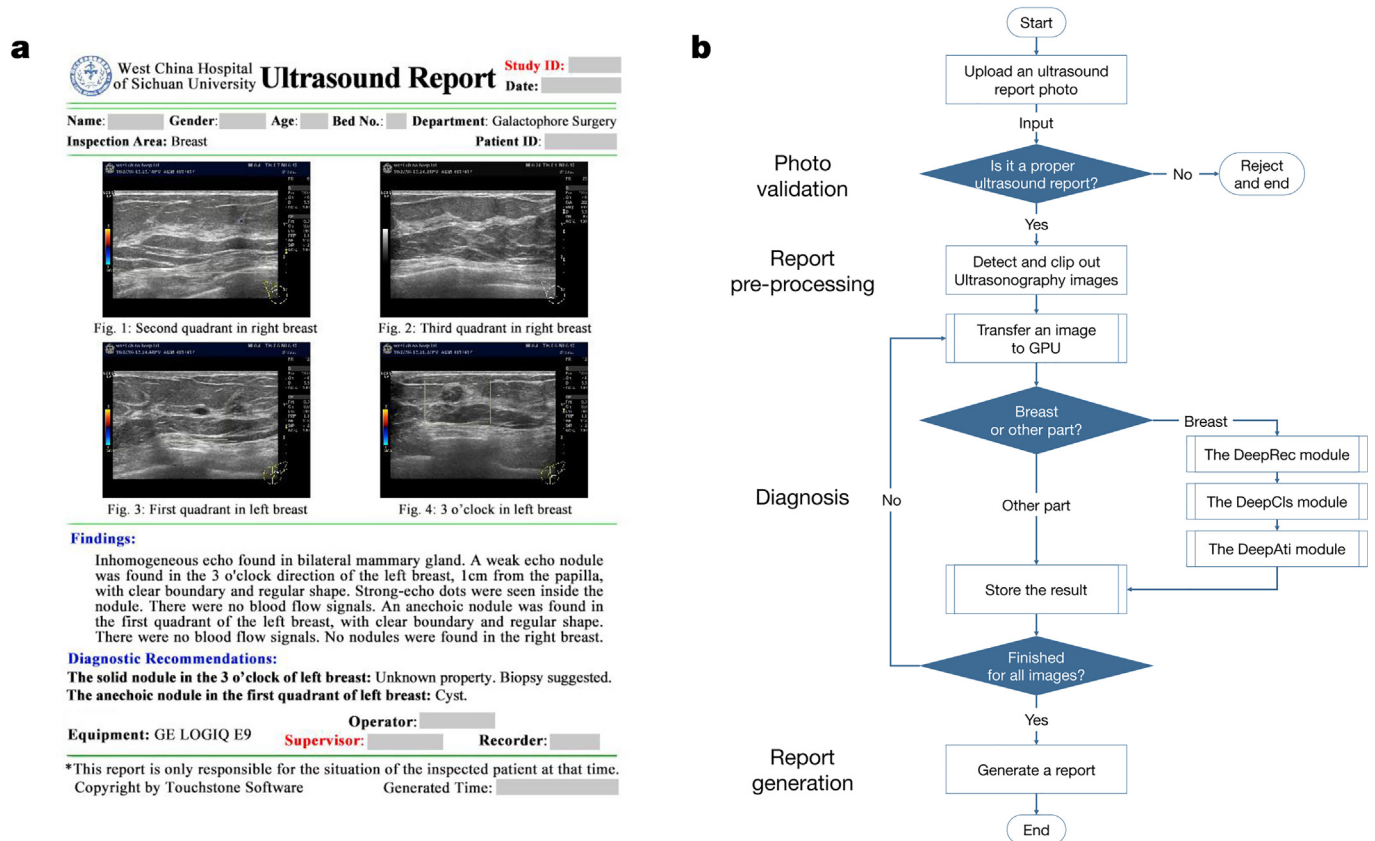 a
West China Hospital
of Sichuan University
Ultrasound Report
Study ID:
Date:
Name: Gender: Age: Bed No.: Department: Galactophore Surgery
Inspection Area: Breast Patient ID:
Fig. 1: Second quadrant in right breast
Fig. 2: Third quadrant in right breast
Fig. 3: First quadrant in left breast
Fig. 4: 3 o’clock in left breast
Findings:
Inhomogeneous echo found in bilateral mammary gland. A weak echo nodule
was found in the 3 o'clock direction of the left breast, 1cm from the papilla,
with clear boundary and regular shape. Strong-echo dots were seen inside the
nodule. There were no blood flow signals. An anechoic nodule was found in
the first quadrant of the left breast, with clear boundary and regular shape.
There were no blood flow signals. No nodules were found in the right breast.
Diagnostic Recommendations:
The solid nodule in the 3 o’clock of left breast: Unknown property. Biopsy suggested.
The anechoic nodule in the first quadrant of left breast: Cyst.
Operator:
Equipment: GE LOGIQ E9 Supervisor: Recorder:
*This report is only responsible for the situation of the inspected patient at that time.
Copyright by Touchstone Software Generated Time:
b
Start
Upload an ultrasound
report photo
Input
Photo
validation
Is it a proper
ultrasound report?
No
Reject
and end
Yes
Report
pre-processing
Detect and clip out
Ultrasonography images
Transfer an image
to GPU
Diagnosis
Breast
or other part?
Breast
The DeepRec module
The DeepCls module
The DeepAti module
Other part
No
Store the result
Finished
for all images?
Yes
Report
generation
Generate a report
End